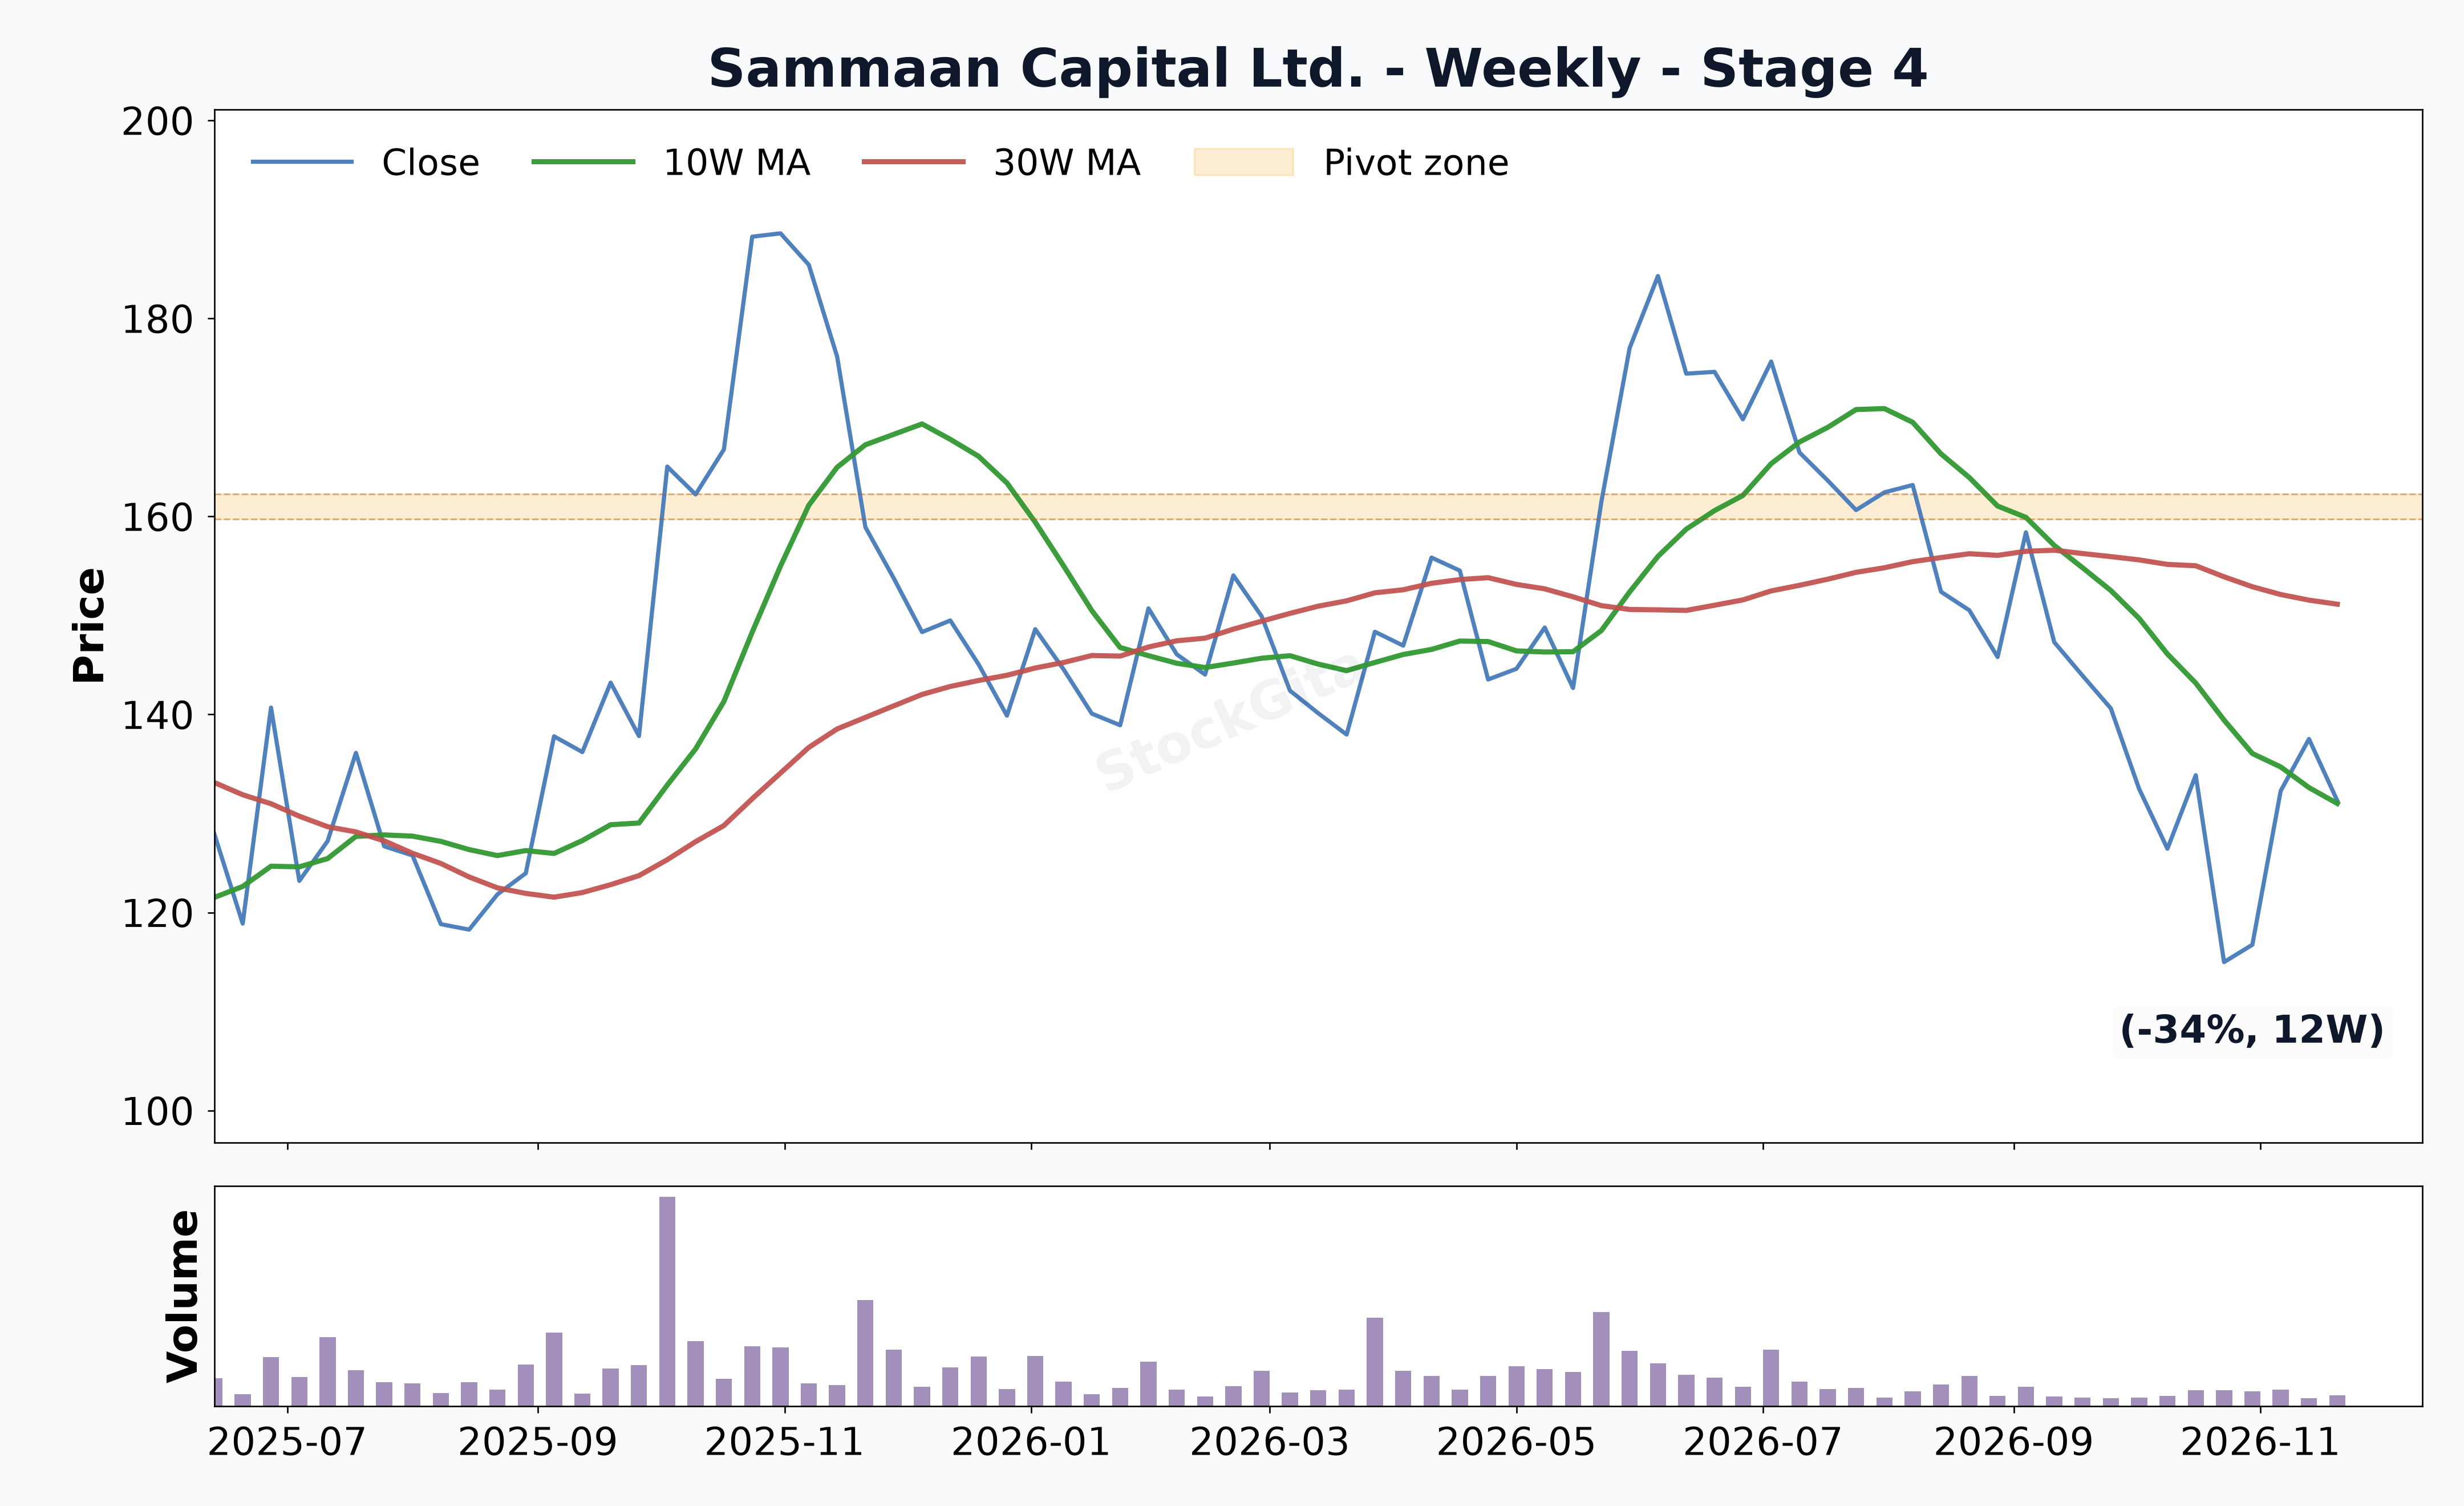 Sammaan Capital Ltd. - Weekly - Stage 4
Close 10W MA 30W MA Pivot zone
Price
200
180
160
140
120
100
StockGita
(-34%, 12W)
Volume
2025-07 2025-09 2025-11 2026-01 2026-03 2026-05 2026-07 2026-09 2026-11